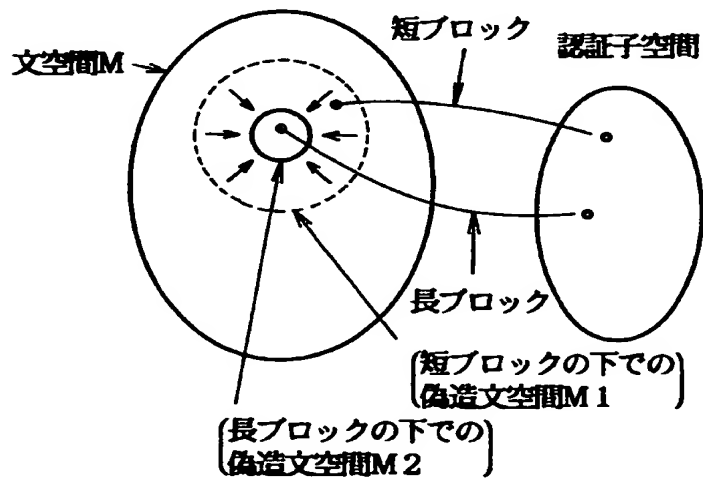 短ブロック
認証子空間
文空間M
長ブロック
短ブロックの下での
偽造文空間M1
長ブロックの下での
偽造文空間M2